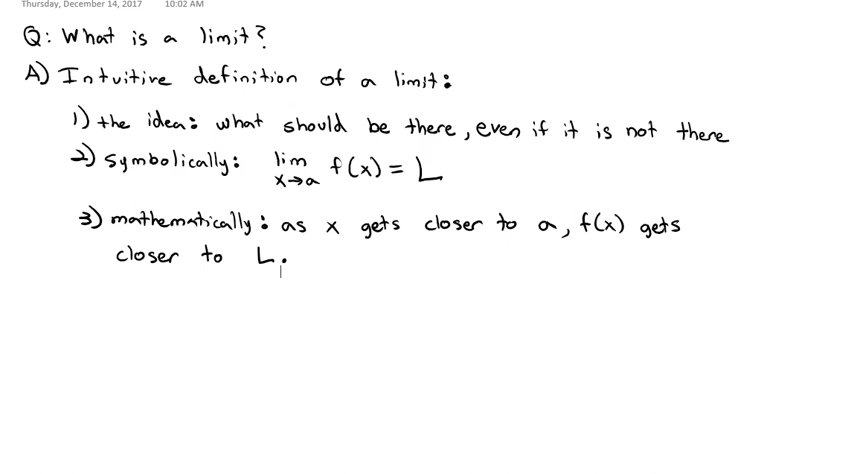 Thursday, December 14, 2017 10:02 AM
Q: What is a limit?
A) Intuitive definition of a limit:
1) the idea: what should be there, even if it is not there
2) symbolically: lim x→a f(x) = L
3) mathematically: as x gets closer to a, f(x) gets
closer to L.